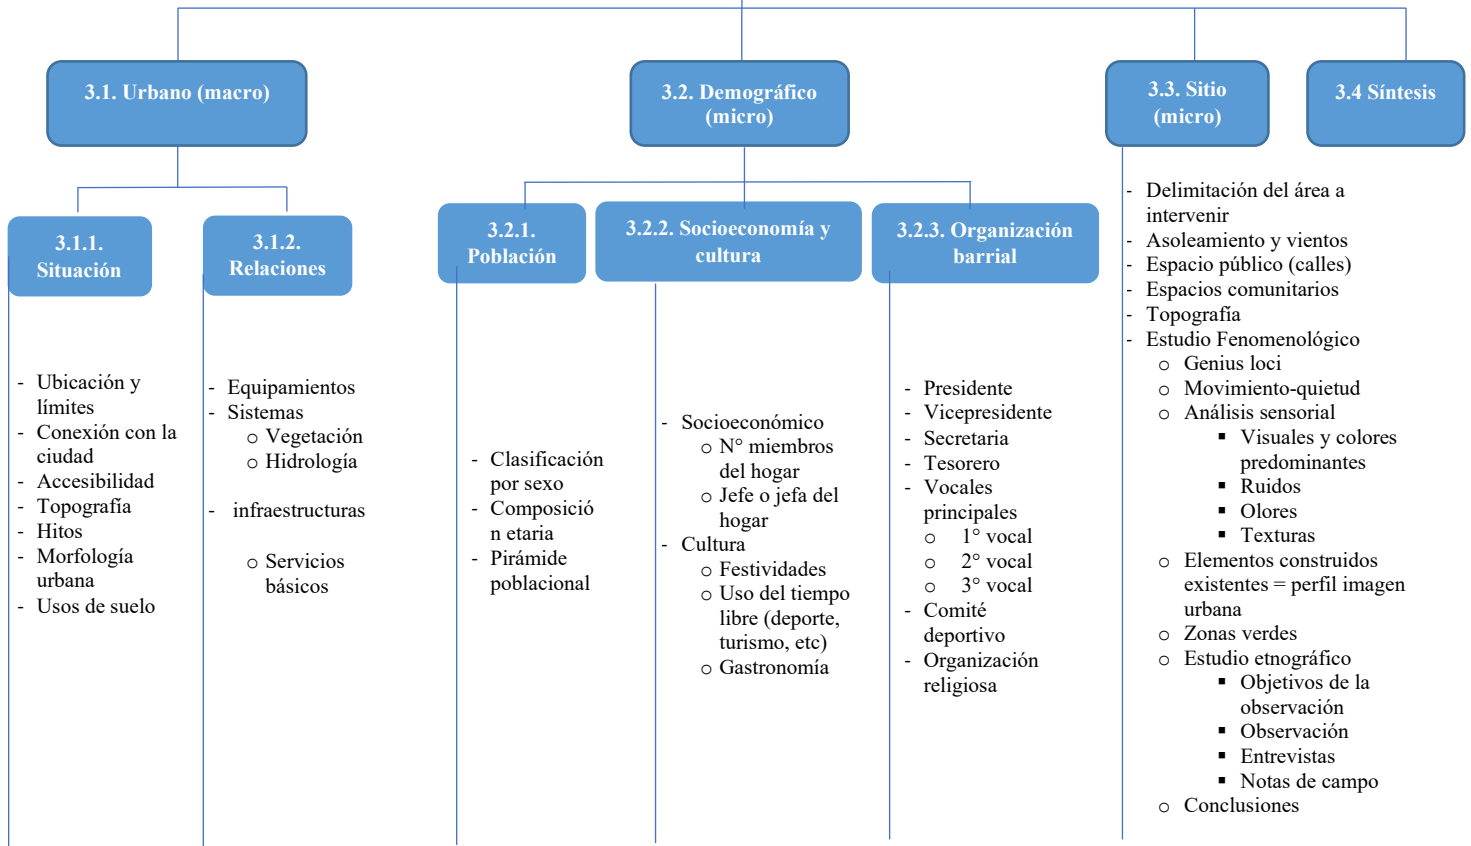 3.1. Urbano (macro)
3.2. Demográfico
(micro)
3.3. Sitio
(micro)
3.4 Síntesis
3.1.1.
Situación
- Ubicación y
límites
- Conexión con la
ciudad
- Accesibilidad
- Topografía
- Hitos
- Morfología
urbana
- Usos de suelo
3.1.2.
Relaciones
- Equipamientos
- Sistemas
o Vegetación
o Hidrología
- infraestructuras
o Servicios
básicos
3.2.1.
Población
- Clasificación
por sexo
- Composició
n etaria
- Pirámide
poblacional
3.2.2. Socioeconomía y
cultura
- Socioeconómico
o N° miembros
del hogar
o Jefe o jefa del
hogar
- Cultura
o Festividades
o Uso del tiempo
libre (deporte,
turismo, etc)
o Gastronomía
3.2.3. Organización
barrial
- Presidente
- Vicepresidente
- Secretaria
- Tesorero
- Vocales
principales
o 1° vocal
o 2° vocal
o 3° vocal
- Comité
deportivo
- Organización
religiosa
- Delimitación del área a
intervenir
- Asoleamiento y vientos
- Espacio público (calles)
- Espacios comunitarios
- Topografía
- Estudio Fenomenológico
o Genius loci
o Movimiento-quietud
o Análisis sensorial
▪ Visuales y colores
predominantes
▪ Ruidos
▪ Olores
▪ Texturas
o Elementos construidos
existentes = perfil imagen
urbana
o Zonas verdes
o Estudio etnográfico
▪ Objetivos de la
observación
▪ Observación
▪ Entrevistas
▪ Notas de campo
o Conclusiones